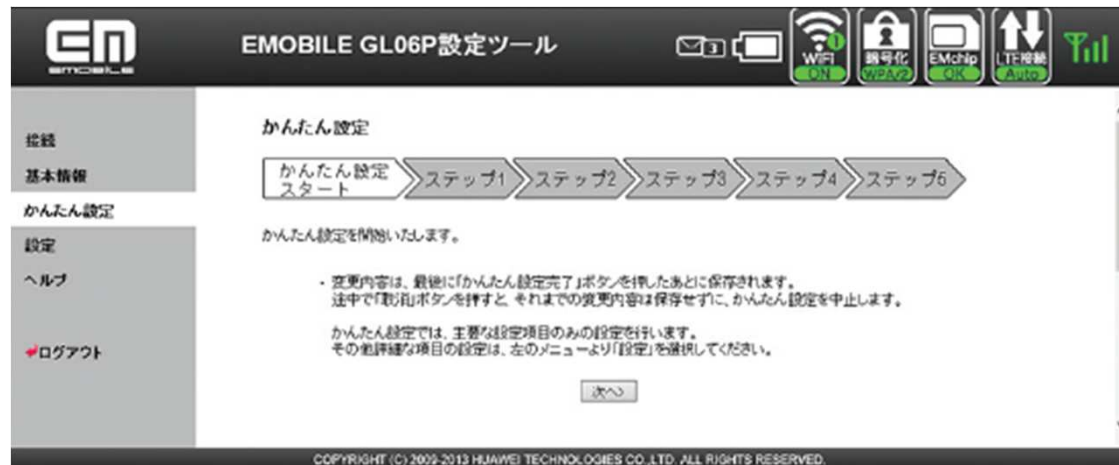 EM
EMOBILE
EMOBILE GL06P設定ツール
3
1
WIFI
ON
暗号化
WPA/2
EMchip
OK
LTE接続
Auto
接続
基本情報
かんたん設定
設定
ヘルプ
ログアウト
かんたん設定
かんたん設定
スタート
ステップ1
ステップ2
ステップ3
ステップ4
ステップ5
かんたん設定を開始いたします。
・変更内容は、最後に「かんたん設定完了」ボタンを押したあとに保存されます。
途中で「取消」ボタンを押すと、それまでの変更内容は保存せずに、かんたん設定を中止します。
かんたん設定では、主要な設定項目のみの設定を行います。
その他詳細な項目の設定は、左のメニューより「設定」を選択してください。
次へ
COPYRIGHT (C) 2009-2013 HUAWEI TECHNOLOGIES CO.,LTD. ALL RIGHTS RESERVED.